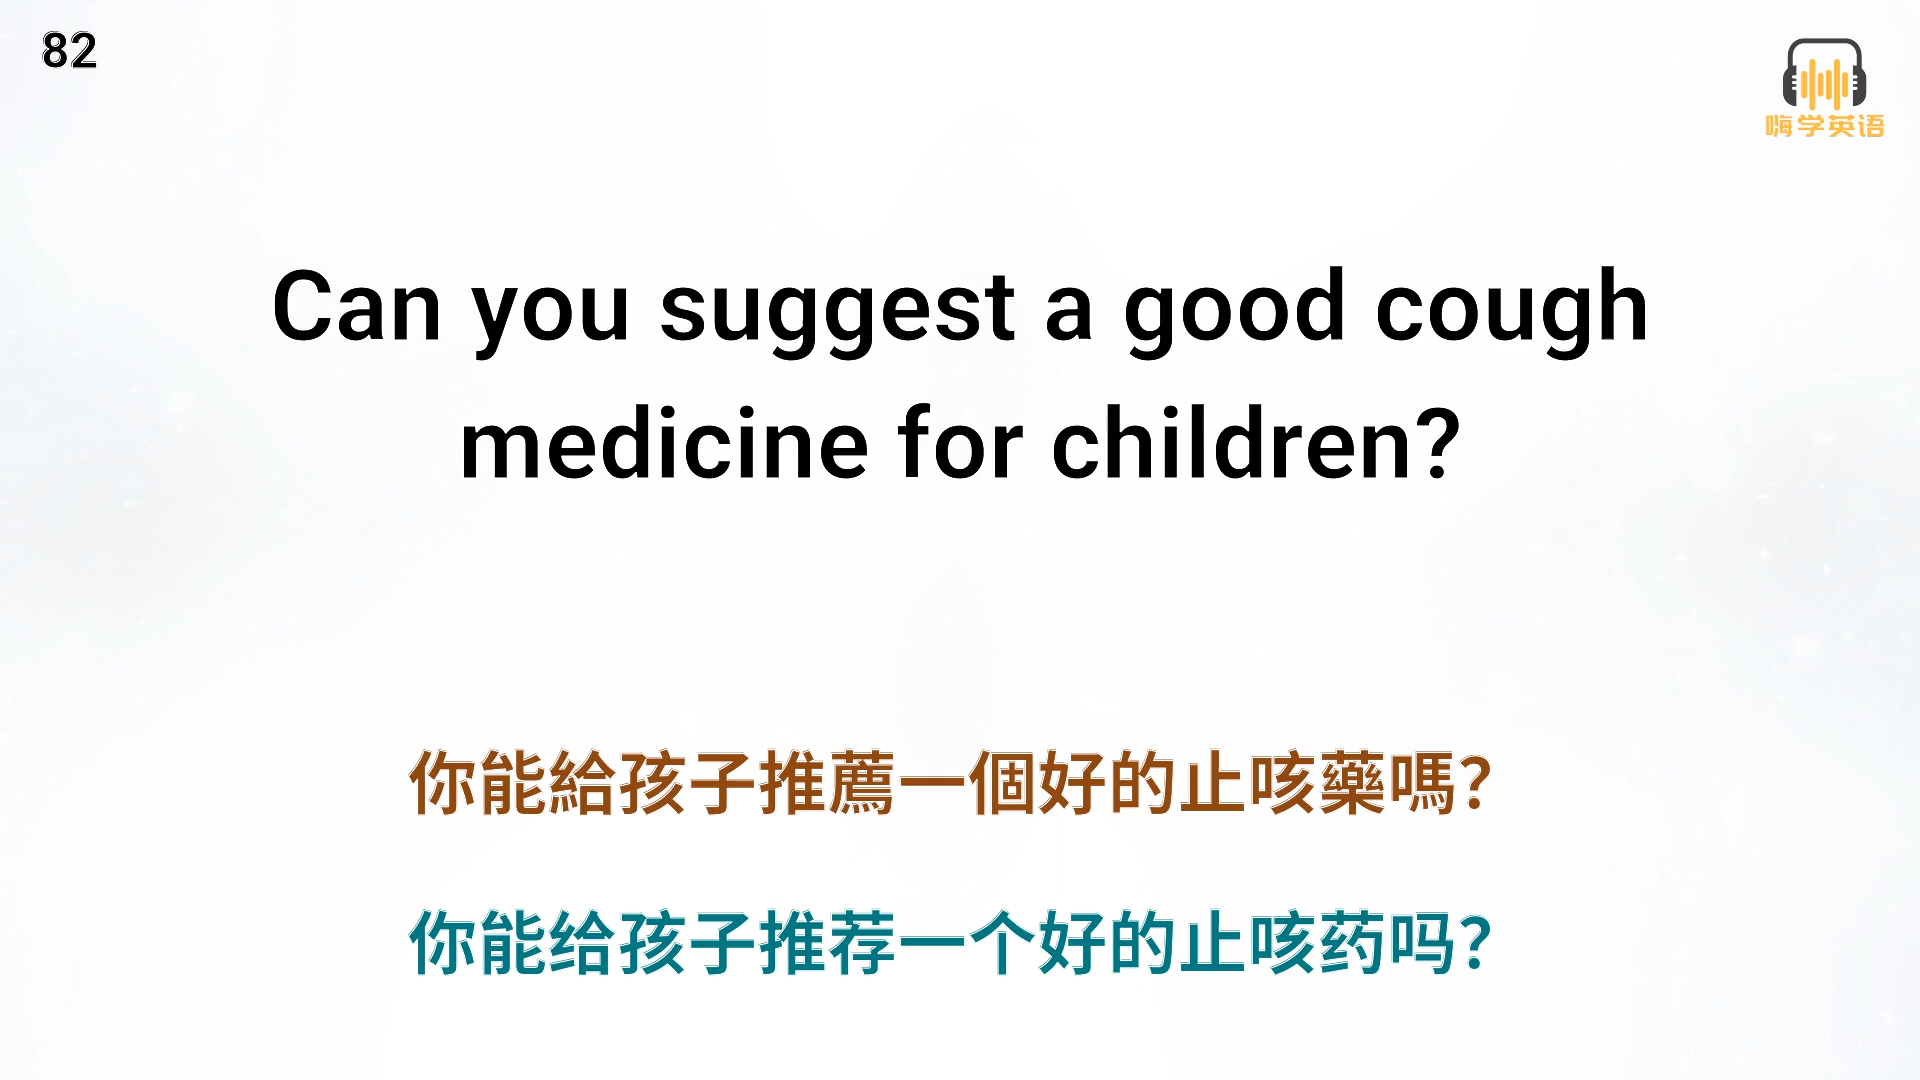 82
嗨学英语
Can you suggest a good cough
medicine for children?
你能給孩子推薦一個好的止咳藥嗎?
你能给孩子推荐一个好的止咳药吗?